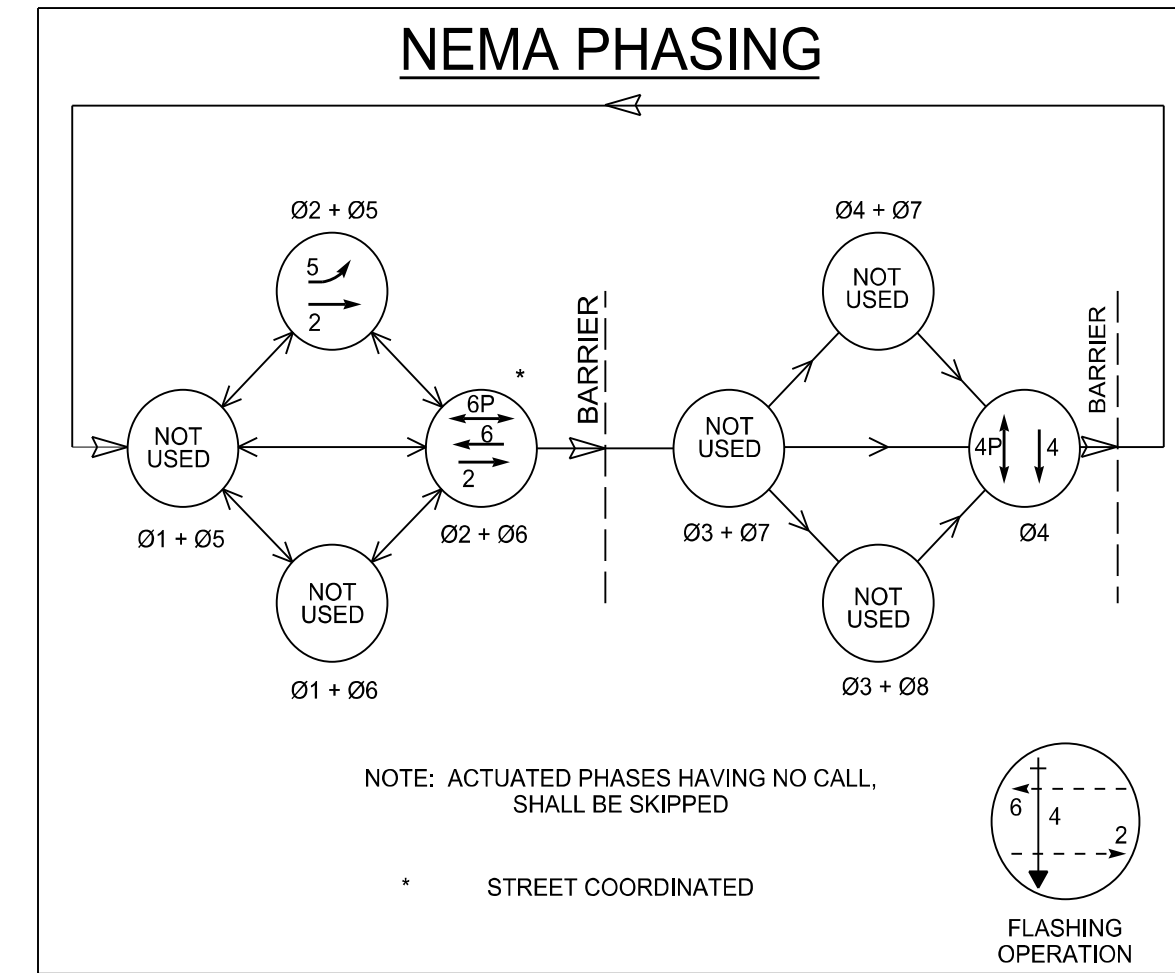 NEMA PHASING
Ø2 + Ø5
5
2
NOT
USED
Ø1 + Ø5
*
6P
6
2
Ø2 + Ø6
NOT
USED
Ø1 + Ø6
BARRIER
Ø4 + Ø7
NOT
USED
NOT
USED
Ø3 + Ø7
4P
4
Ø4
NOT
USED
Ø3 + Ø8
BARRIER
NOTE: ACTUATED PHASES HAVING NO CALL,
SHALL BE SKIPPED
* STREET COORDINATED
6
4
2
FLASHING
OPERATION